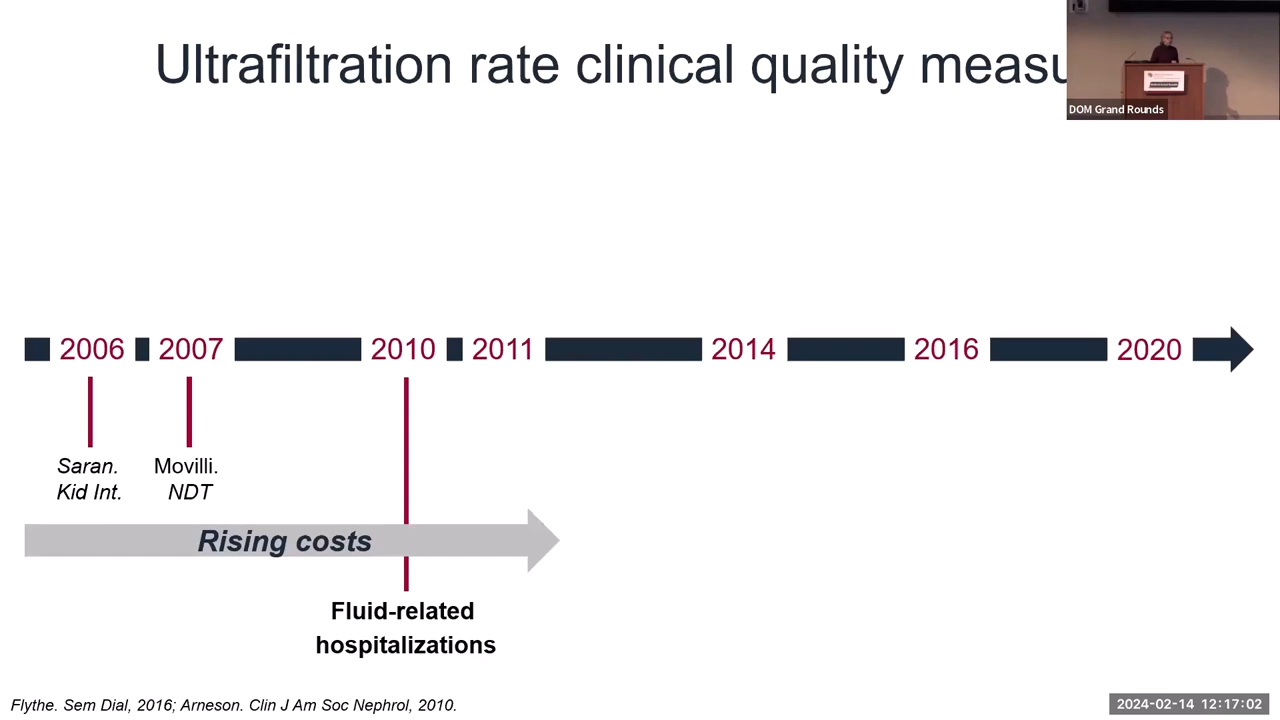 Ultrafiltration rate clinical quality measu
DOM Grand Rounds
2006 2007 2010 2011 2014 2016 2020
Saran. Movilli.
Kid Int. NDT
Rising costs
Fluid-related
hospitalizations
Flythe. Sem Dial, 2016; Arneson. Clin J Am Soc Nephrol, 2010.
2024-02-14 12:17:02